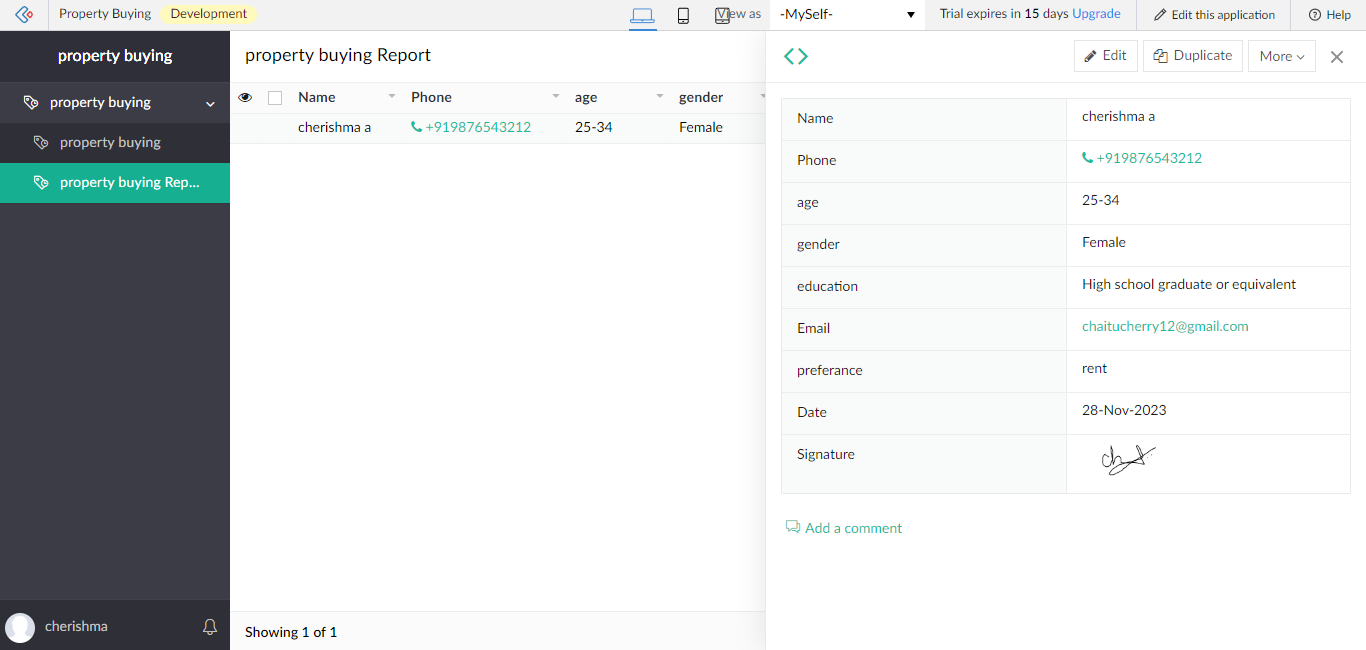 Property Buying Development
View as -MySelf-
Trial expires in 15 days Upgrade
Edit this application
Help
property buying
property buying
property buying
property buying Rep...
cherishma
property buying Report
Name Phone age gender
cherishma a +919876543212 25-34 Female
Showing 1 of 1
Edit Duplicate More
Name cherishma a
Phone +919876543212
age 25-34
gender Female
education High school graduate or equivalent
Email chaitucherry12@gmail.com
preferance rent
Date 28-Nov-2023
Signature
Add a comment